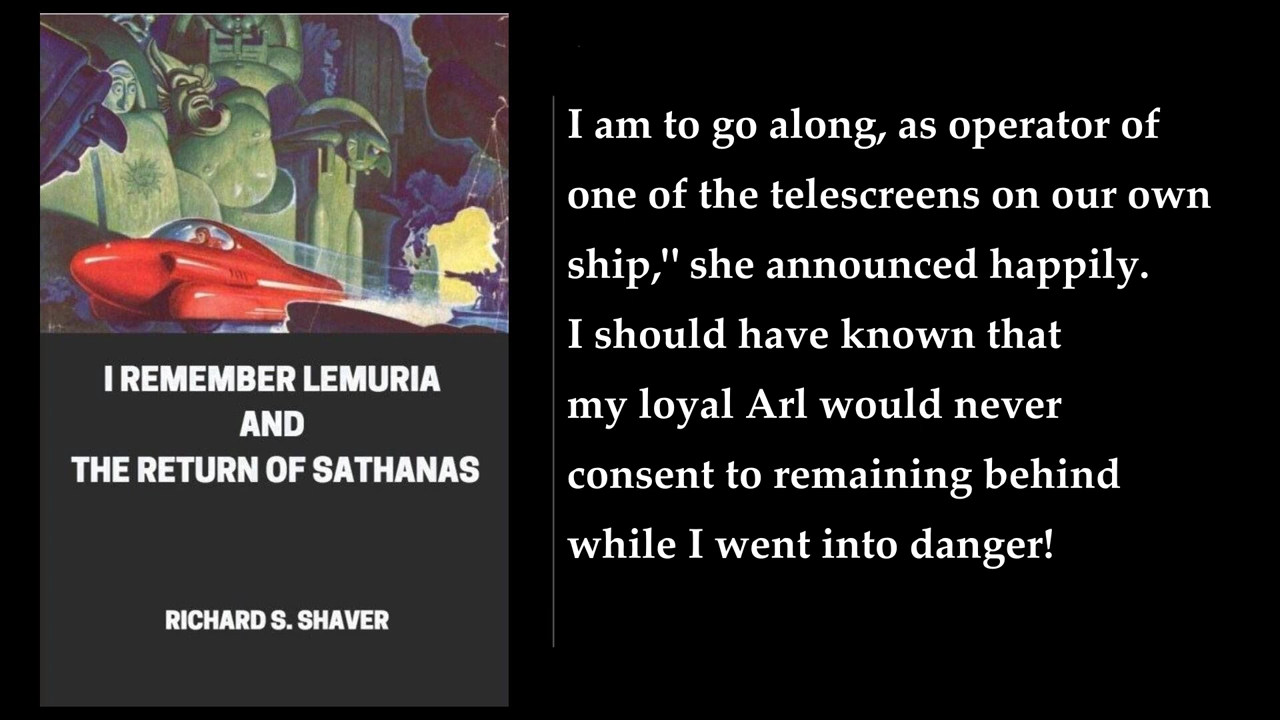 I REMEMBER LEMURIA
AND
THE RETURN OF SATHANAS
RICHARD S. SHAVER
I am to go along, as operator of
one of the telescreens on our own
ship," she announced happily.
I should have known that
my loyal Arl would never
consent to remaining behind
while I went into danger!